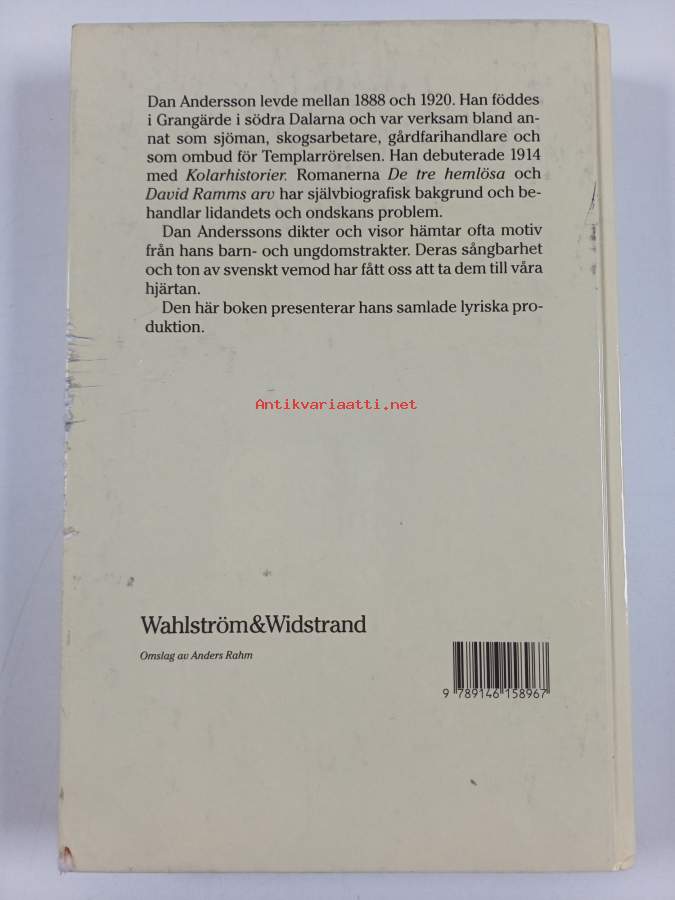 Dan Andersson levde mellan 1888 och 1920. Han föddes
i Grangärde i södra Dalarna och var verksam bland an-
nat som sjöman, skogsarbetare, gårdfarihandlare och
som ombud för Templarrörelsen. Han debuterade 1914
med Kolarhistorier. Romanerna De tre hemlösa och
David Ramms arv har självbiografisk bakgrund och be-
handlar lidandets och ondskans problem.
Dan Anderssons dikter och visor hämtar ofta motiv
från hans barn- och ungdomstrakter. Deras sångbarhet
och ton av svenskt vemod har fått oss att ta dem till våra
hjärtan.
Den här boken presenterar hans samlade lyriska pro-
duktion.
Antikvariaatti.net
Wahlström&Widstrand
Omslag av Anders Rahm
9 789146 158967